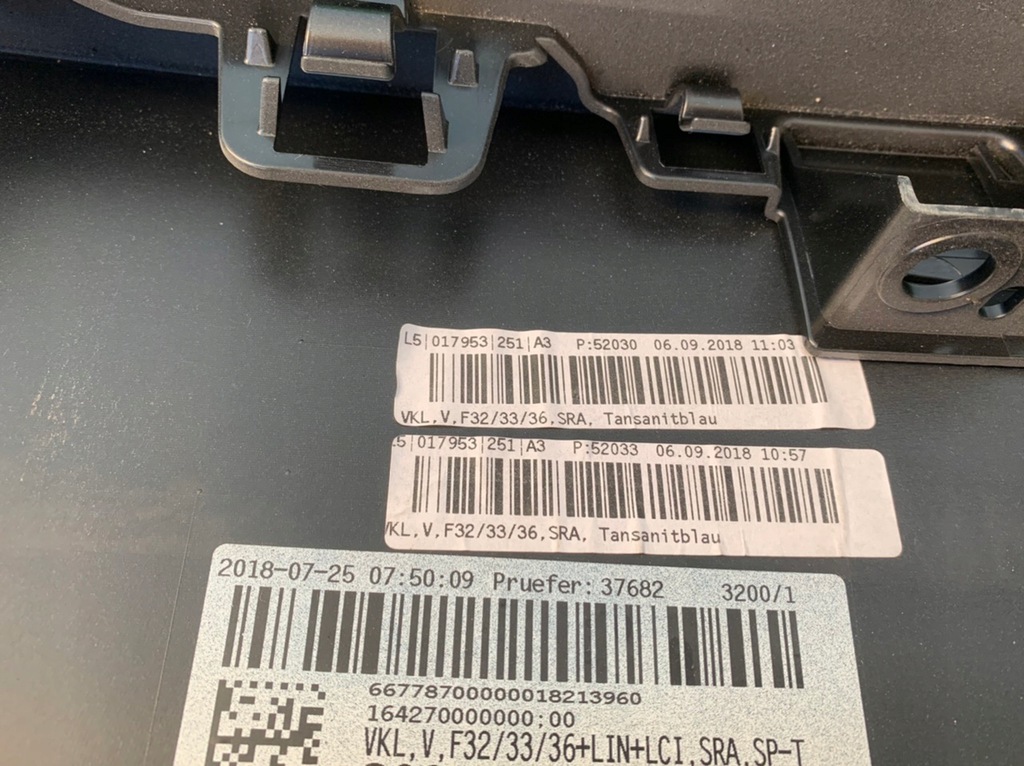 L5|017953|251|A3 P:52030 06.09.2018 11:03
VKL,V,F32/33/36,SRA, Tansanitblau
L5|017953|251|A3 P:52033 06.09.2018 10:57
VKL,V,F32/33/36,SRA, Tansanitblau
2018-07-25 07:50:09 Pruefer: 37682 3200/1
66778700000018213960
164270000000;00
VKL,V,F32/33/36+LIN+LCI,SRA,SP-T